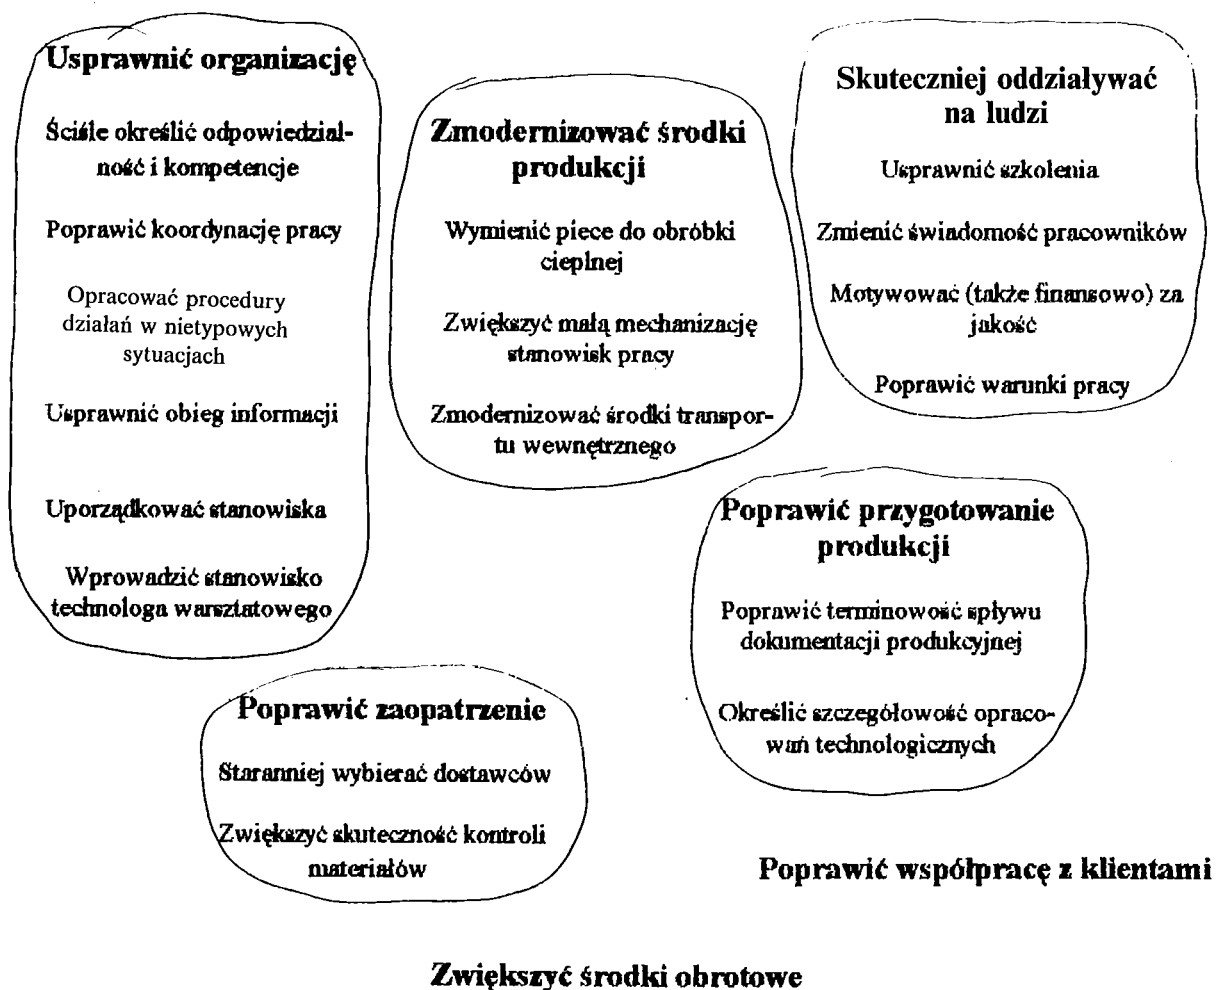 Usprawnić organizację
Ściśle określić odpowiedzial-
ność i kompetencje
Poprawić koordynację pracy
Opracować procedury
działań w nietypowych
sytuacjach
Usprawnić obieg informacji
Uporządkować stanowiska
Wprowadzić stanowisko
technologa warsztatowego
Zmodernizować środki
produkcji
Wymienić piece do obróbki
cieplnej
Zwiększyć małą mechanizację
stanowisk pracy
Zmodernizować środki transpor-
tu wewnętrznego
Skuteczniej oddziaływać
na ludzi
Usprawnić szkolenia
Zmienić świadomość pracowników
Motywować (także finansowo) za
jakość
Poprawić warunki pracy
Poprawić przygotowanie
produkcji
Poprawić terminowość spływu
dokumentacji produkcyjnej
Określić szczegółowość opraco-
wań technologicznych
Poprawić zaopatrzenie
Staranniej wybierać dostawców
Zwiększyć skuteczność kontroli
materiałów
Poprawić współpracę z klientami
Zwiększyć środki obrotowe